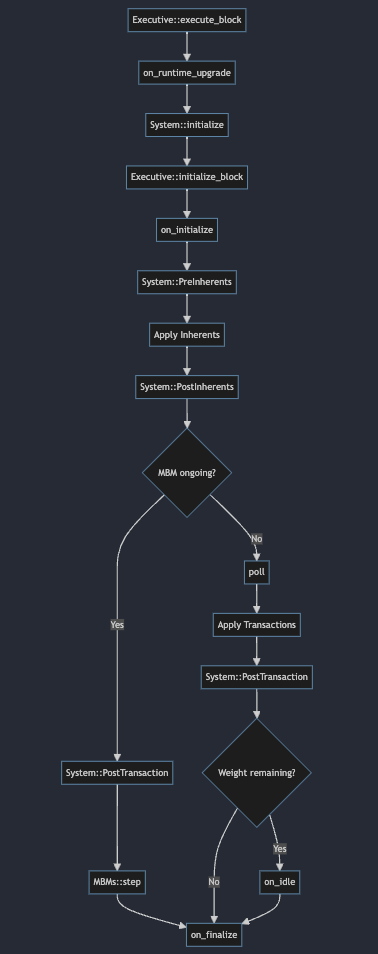 Executive::execute_block
on_runtime_upgrade
System::initialize
Executive::initialize_block
on_initialize
System::PreInherents
Apply Inherents
System::PostInherents
MBM ongoing?
No
poll
Yes
Apply Transactions
System::PostTransaction
System::PostTransaction
Weight remaining?
Yes
No
MBMs::step
on_idle
on_finalize